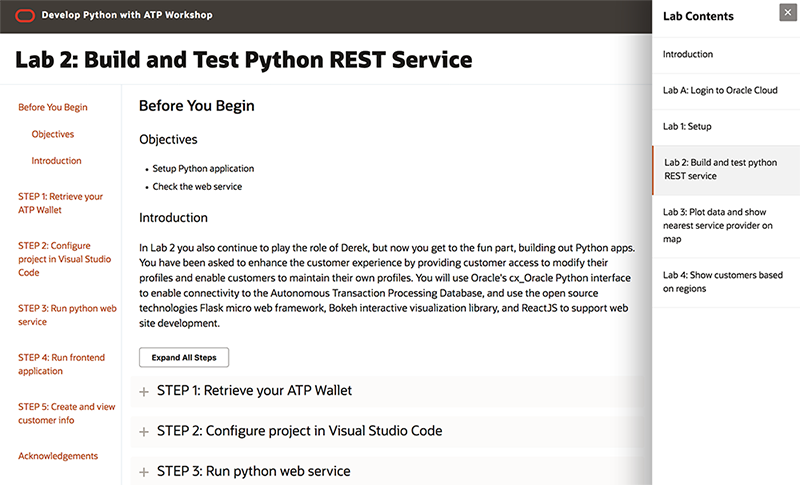 Develop Python with ATP Workshop
Lab 2: Build and Test Python REST Service
Before You Begin
Objectives
Introduction
STEP 1: Retrieve your
ATP Wallet
STEP 2: Configure
project in Visual Studio
Code
STEP 3: Run python web
service
STEP 4: Run frontend
application
STEP 5: Create and view
customer info
Acknowledgements
Before You Begin
Objectives
• Setup Python application
• Check the web service
Introduction
In Lab 2 you also continue to play the role of Derek, but now you get to the fun part, building out Python apps.
You have been asked to enhance the customer experience by providing customer access to modify their
profiles and enable customers to maintain their own profiles. You will use Oracle's cx_Oracle Python interface
to enable connectivity to the Autonomous Transaction Processing Database, and use the open source
technologies Flask micro web framework, Bokeh interactive visualization library, and ReactJS to support web
site development.
Expand All Steps
+ STEP 1: Retrieve your ATP Wallet
+ STEP 2: Configure project in Visual Studio Code
+ STEP 3: Run python web service
Lab Contents
×
Introduction
Lab A: Login to Oracle Cloud
Lab 1: Setup
Lab 2: Build and test python
REST service
Lab 3: Plot data and show
nearest service provider on
map
Lab 4: Show customers based
on regions